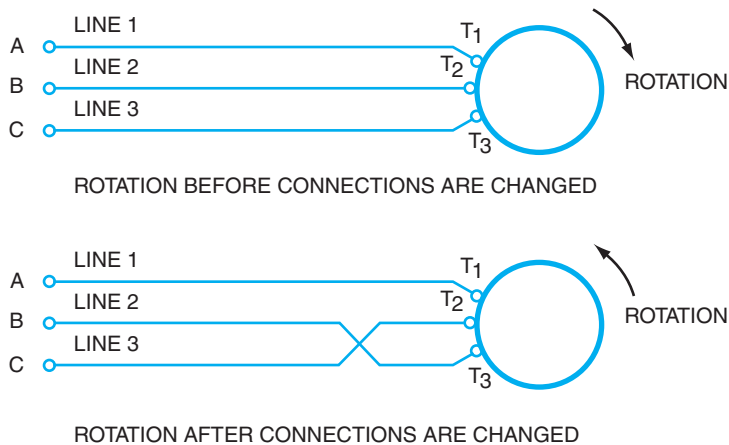 LINE 1
A
T1
LINE 2
T2
B
ROTATION
LINE 3
C
T3
ROTATION BEFORE CONNECTIONS ARE CHANGED
LINE 1
A
T1
LINE 2
T2
B
ROTATION
LINE 3
C
T3
ROTATION AFTER CONNECTIONS ARE CHANGED